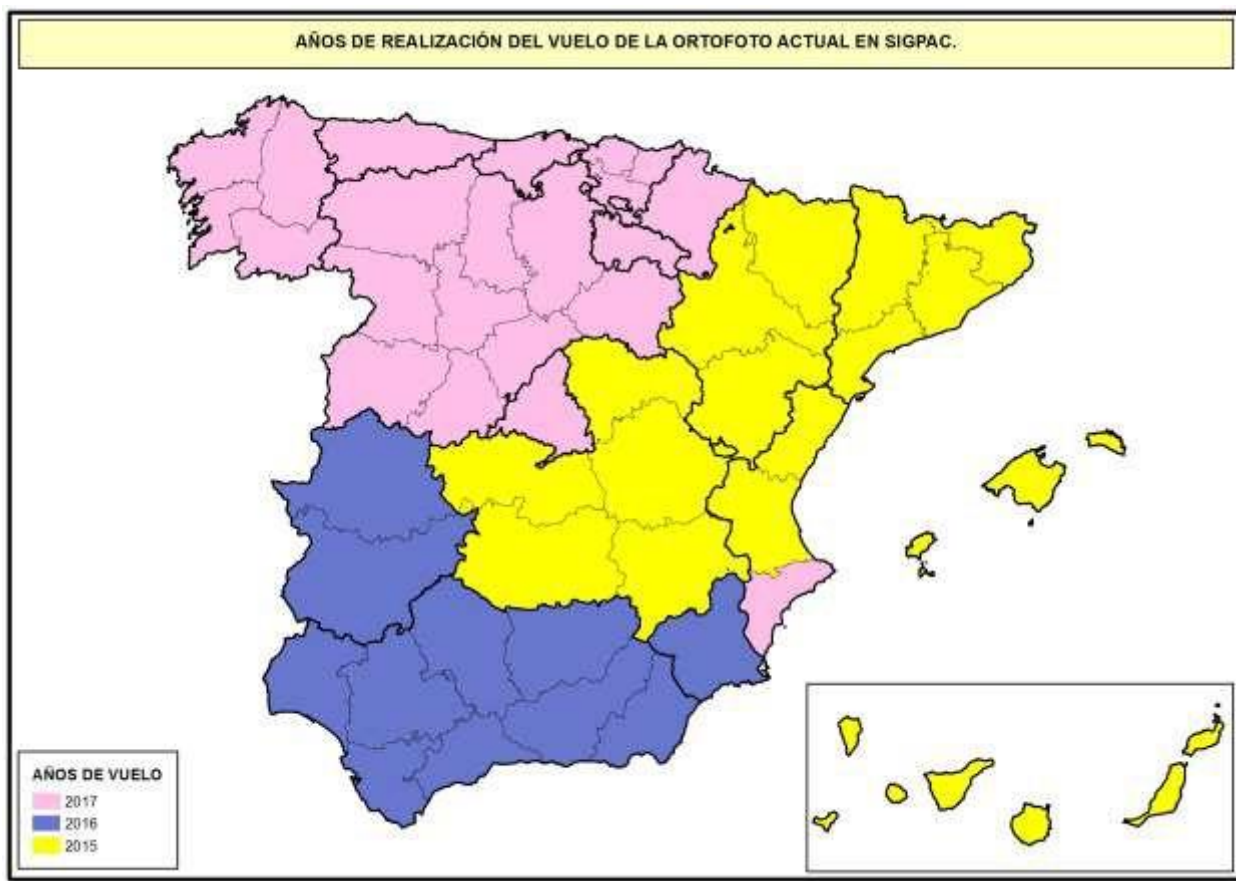 AÑOS DE REALIZACIÓN DEL VUELO DE LA ORTOFOTO ACTUAL EN SIGPAC.
AÑOS DE VUELO
2017
2016
2015